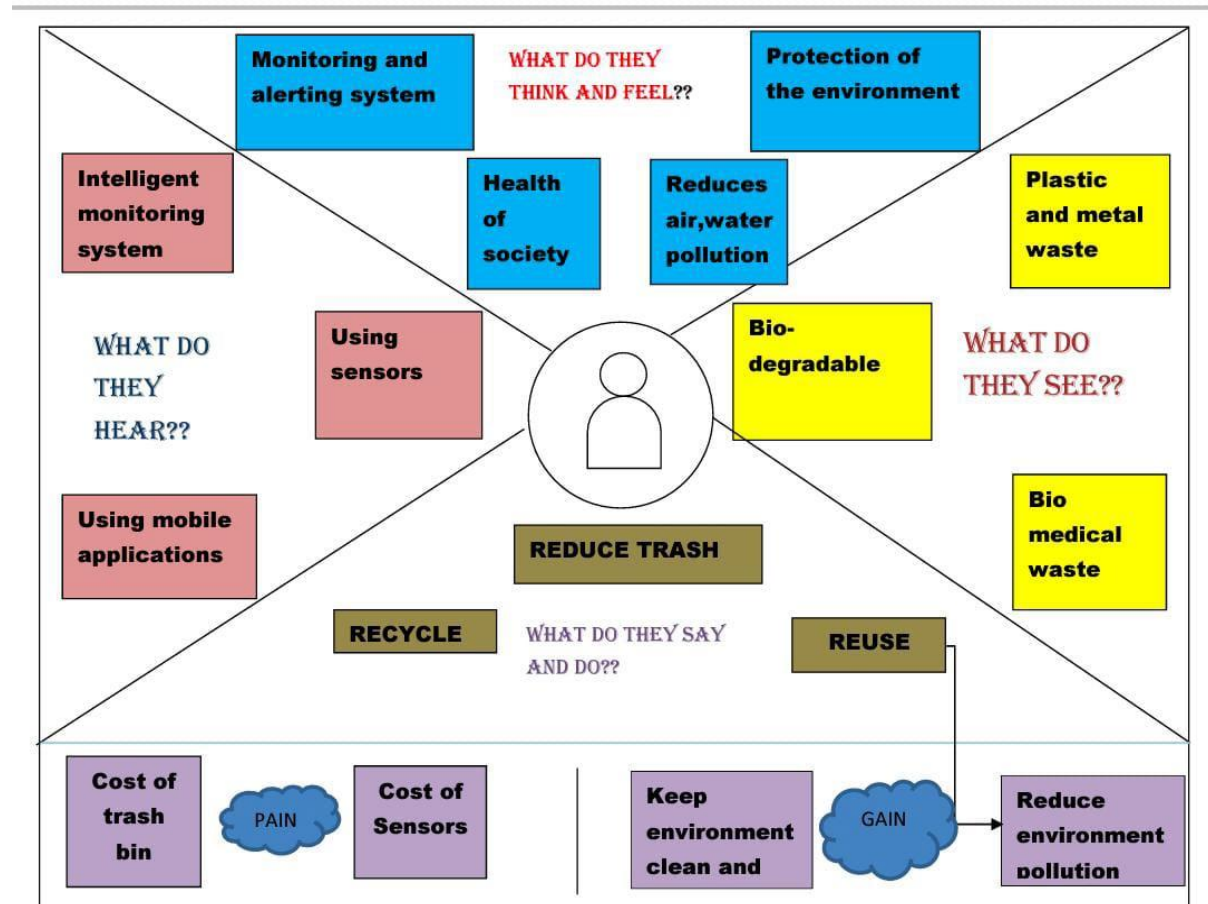 Monitoring and
alerting system
WHAT DO THEY
THINK AND FEEL??
Protection of
the environment
Intelligent
monitoring
system
Health
of
society
Reduces
air,water
pollution
Plastic
and metal
waste
WHAT DO
THEY
HEAR??
Using
sensors
Bio-
degradable
WHAT DO
THEY SEE??
Using mobile
applications
Bio
medical
waste
REDUCE TRASH
RECYCLE
WHAT DO THEY SAY
AND DO??
REUSE
Cost of
trash
bin
PAIN
Cost of
Sensors
Keep
environment
clean and
GAIN
Reduce
environment
pollution